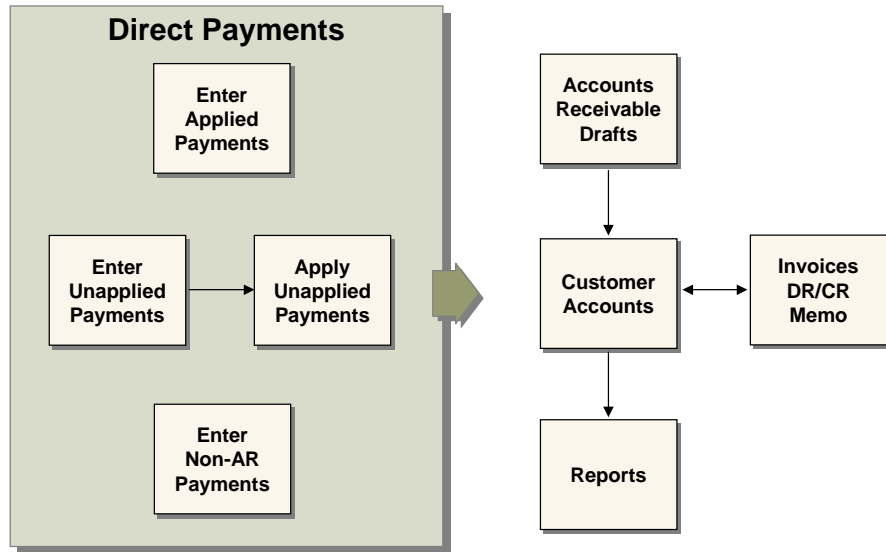 Direct Payments
Enter
Applied
Payments
Enter
Unapplied
Payments
Apply
Unapplied
Payments
Enter
Non-AR
Payments
Accounts
Receivable
Drafts
Customer
Accounts
Invoices
DR/CR
Memo
Reports